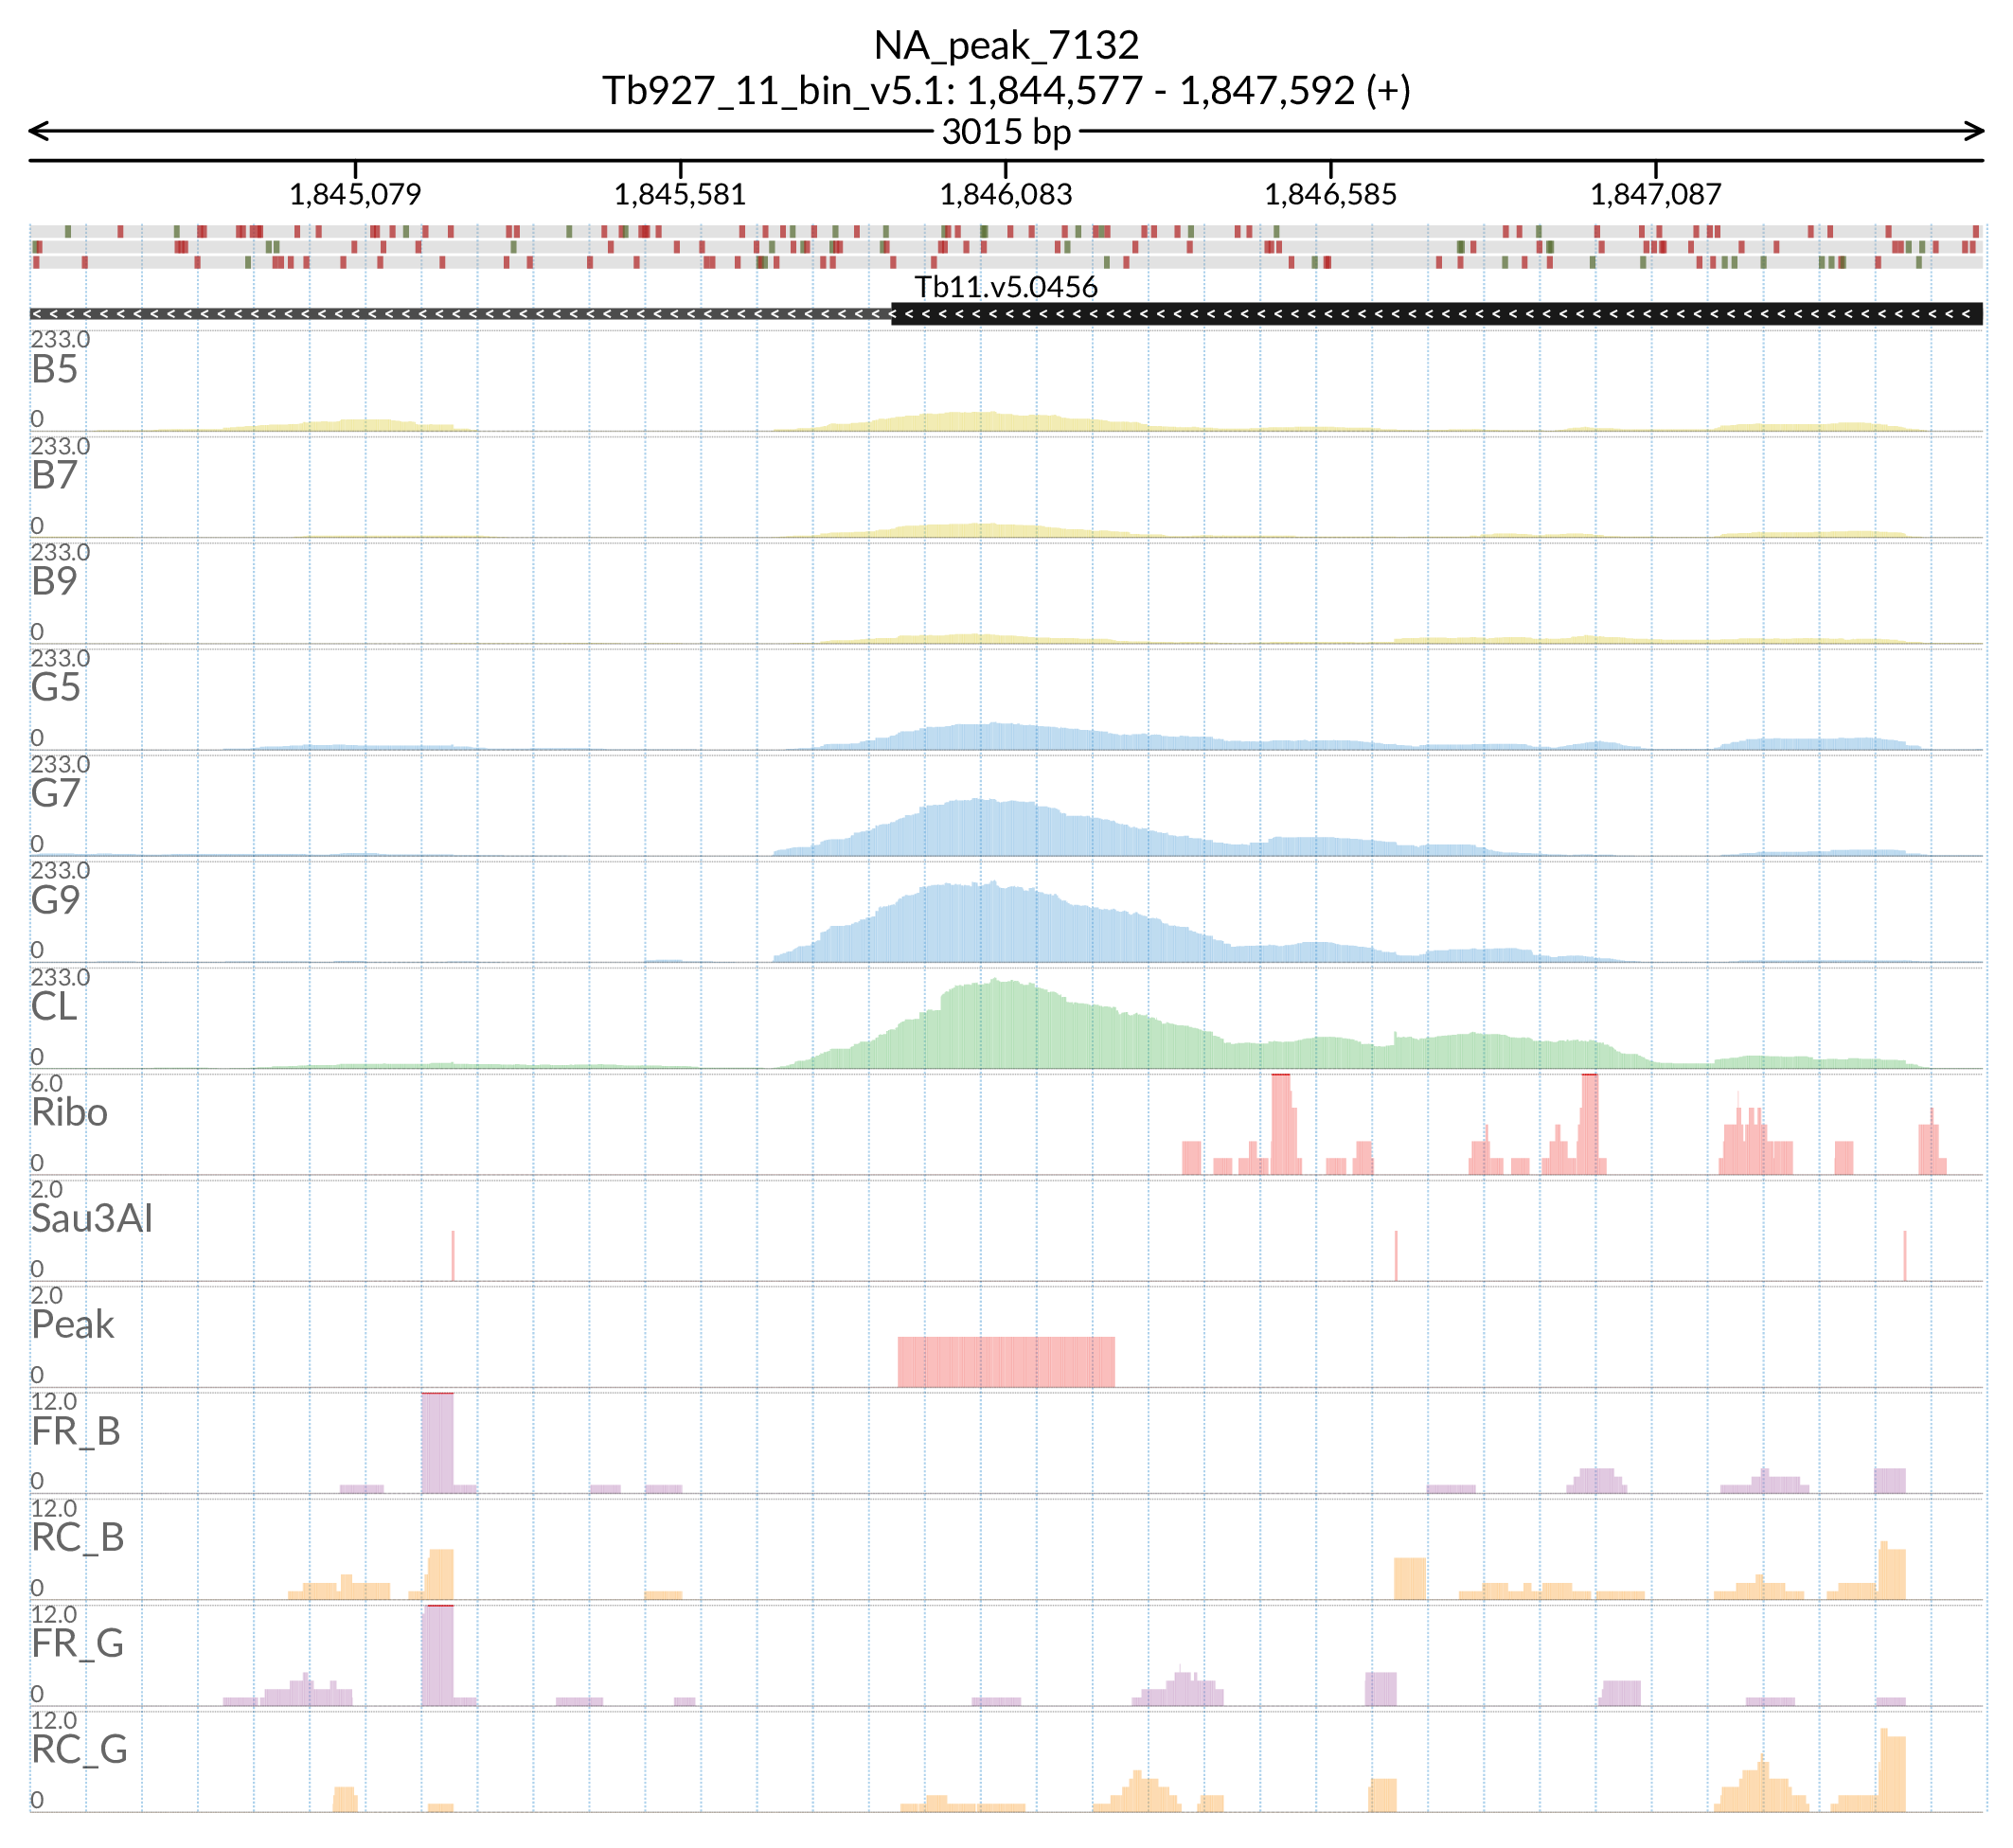 NA_peak_7132
Tb927_11_bin_v5.1: 1,844,577 - 1,847,592 (+)
3015 bp
1,845,079 1,845,581 1,846,083 1,846,585 1,847,087
Tb11.v5.0456
233.0
B5
0
233.0
B7
0
233.0
B9
0
233.0
G5
0
233.0
G7
0
233.0
G9
0
233.0
CL
0
6.0
Ribo
0
2.0
Sau3AI
0
2.0
Peak
0
12.0
FR_B
0
12.0
RC_B
0
12.0
FR_G
0
12.0
RC_G
0